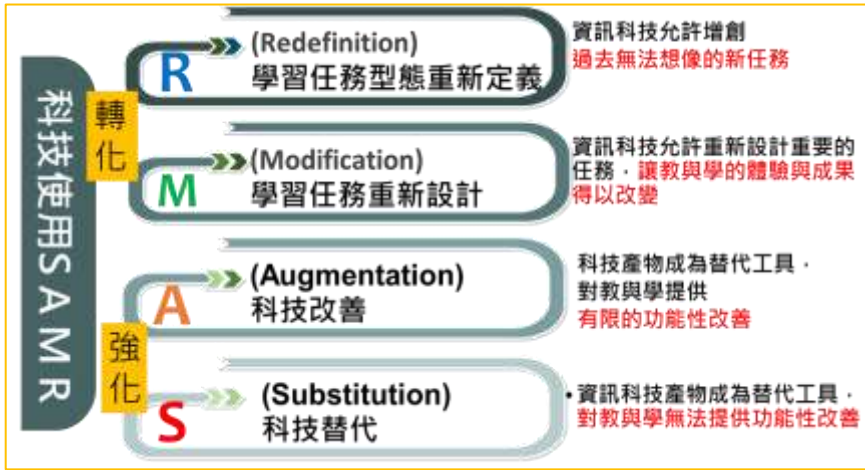 科技使用SAMR
轉化
R
(Redefinition)
學習任務型態重新定義
資訊科技允許增創
過去無法想像的新任務
M
(Modification)
學習任務重新設計
資訊科技允許重新設計重要的
任務，讓教與學的體驗與成果
得以改變
強化
A
(Augmentation)
科技改善
科技產物成為替代工具，
對教與學提供
有限的功能性改善
S
(Substitution)
科技替代
•資訊科技產物成為替代工具，
對教與學無法提供功能性改善